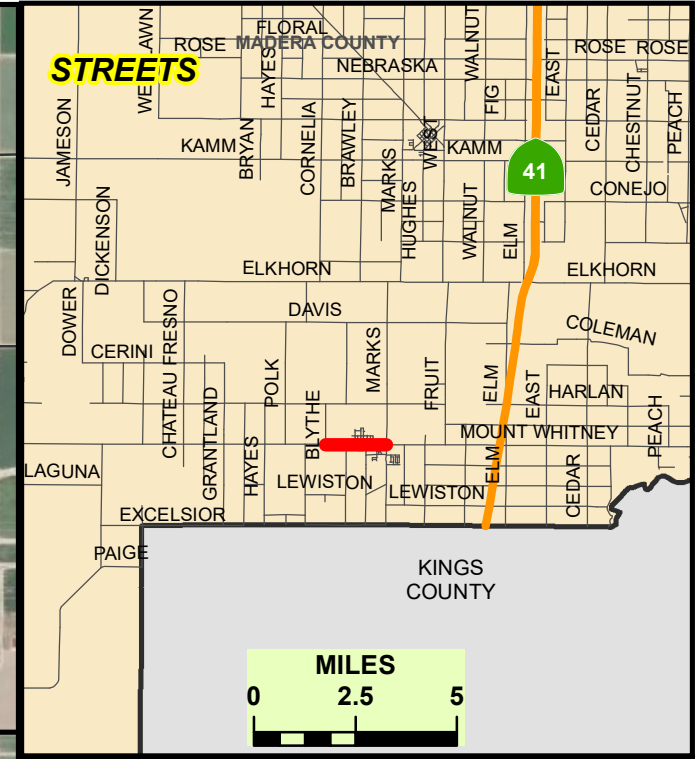 FLORAL
ROSE
MADERA COUNTY
ROSE
ROSE
STREETS
NEBRASKA
HAYES
WALNUT
EAST
FIG
CEDAR
CHESTNUT
PEACH
JAMESON
KAMM
BRYAN
CORNELIA
BRAWLEY
MARKS
WEST
KAMM
41
CONEJO
DICKENSON
HUGHES
WALNUT
ELM
ELKHORN
ELKHORN
DAVIS
DOWER
CERINI
CHATEAU FRESNO
POLK
MARKS
FRUIT
ELM
EAST
COLEMAN
HARLAN
PEACH
GRANTLAND
HAYES
BLYTHE
MOUNT WHITNEY
LAGUNA
LEWISTON
LEWISTON
ELM
CEDAR
EXCELSIOR
PAIGE
KINGS
COUNTY
MILES
0 2.5 5